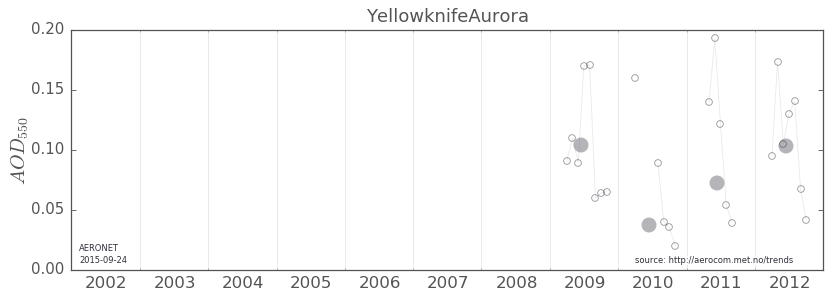 YellowknifeAurora
0.20
0.15
0.10
0.05
0.00
AOD550
AERONET
2015-09-24
source: http://aerocom.met.no/trends
2002 2003 2004 2005 2006 2007 2008 2009 2010 2011 2012